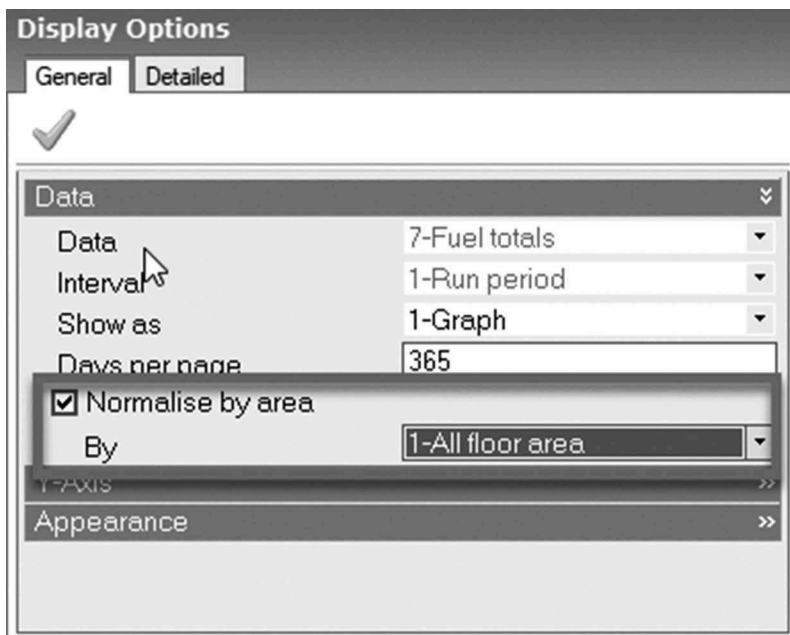 Display Options
General Detailed
Data
Data 7-Fuel totals
Interval 1-Run period
Show as 1-Graph
Days per page 365
Normalise by area
By 1-All floor area
Y-Axis
Appearance